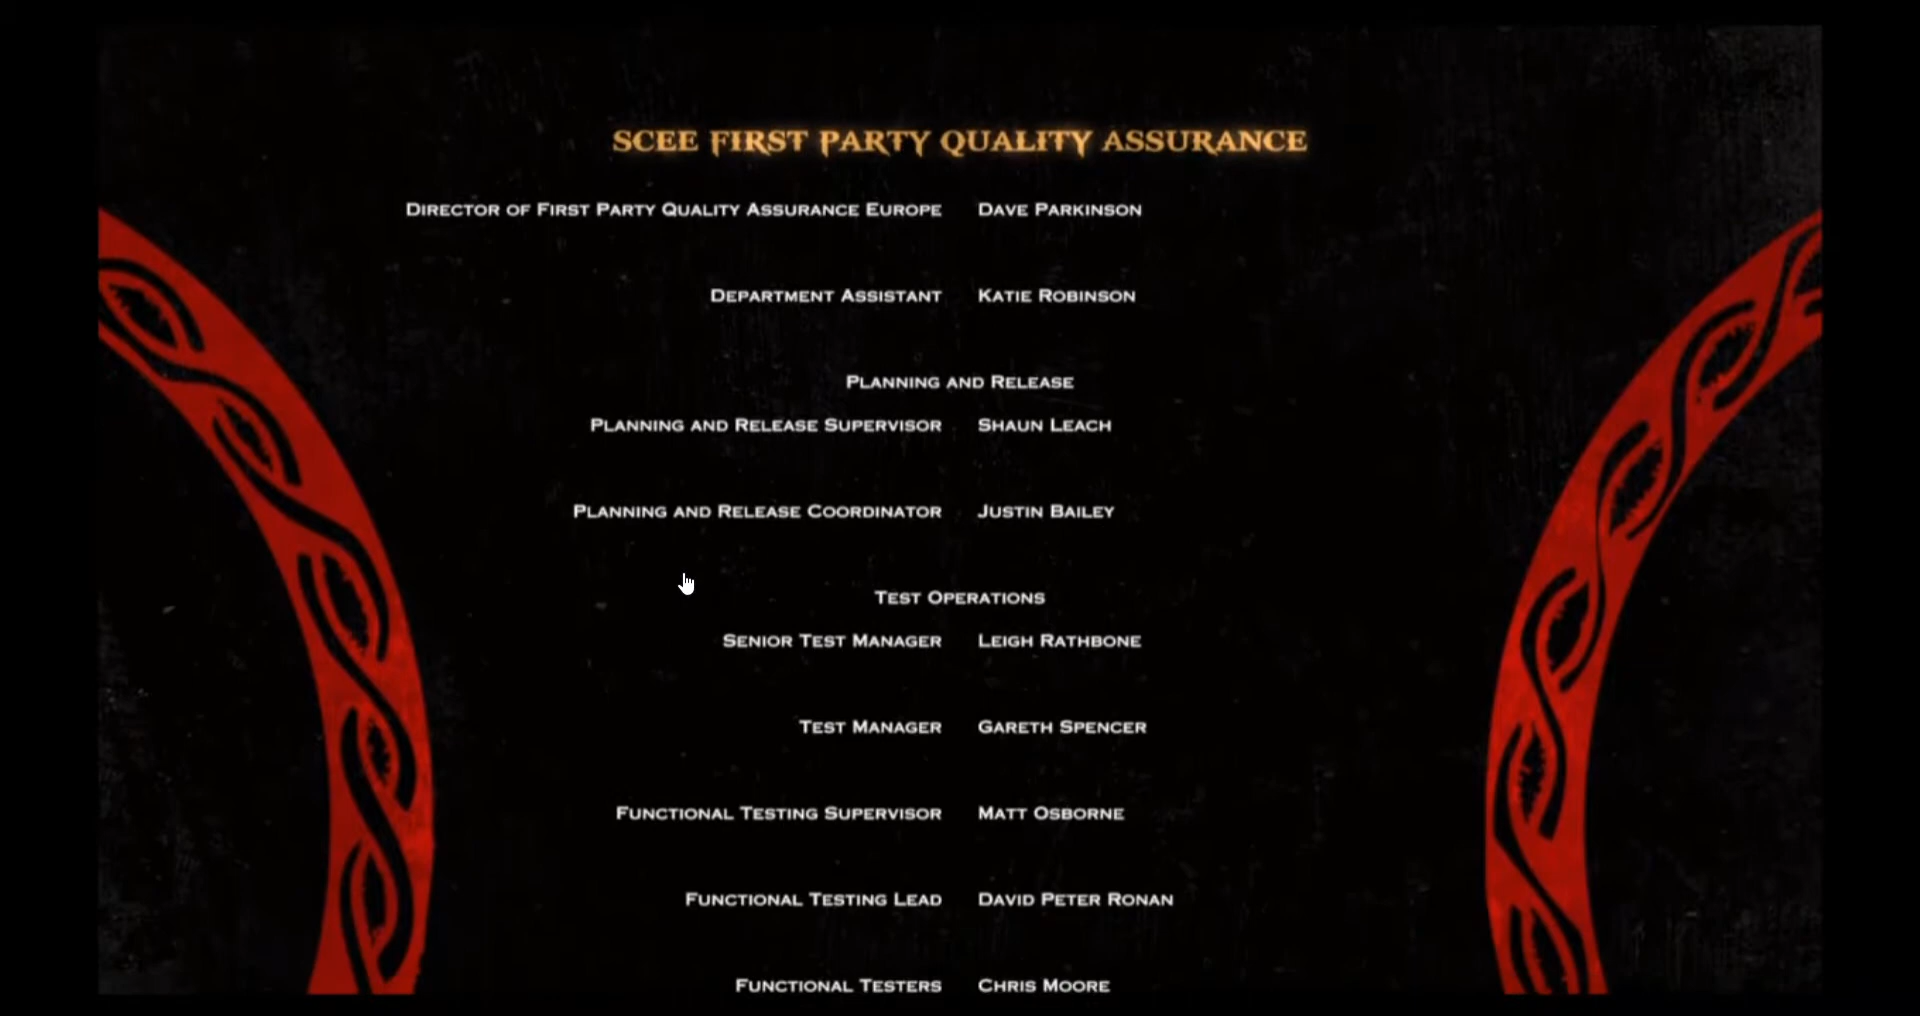 SCEE FIRST PARTY QUALITY ASSURANCE
DIRECTOR OF FIRST PARTY QUALITY ASSURANCE EUROPE DAVE PARKINSON
DEPARTMENT ASSISTANT KATIE ROBINSON
PLANNING AND RELEASE
PLANNING AND RELEASE SUPERVISOR SHAUN LEACH
PLANNING AND RELEASE COORDINATOR JUSTIN BAILEY
TEST OPERATIONS
SENIOR TEST MANAGER LEIGH RATHBONE
TEST MANAGER GARETH SPENCER
FUNCTIONAL TESTING SUPERVISOR MATT OSBORNE
FUNCTIONAL TESTING LEAD DAVID PETER RONAN
FUNCTIONAL TESTERS CHRIS MOORE